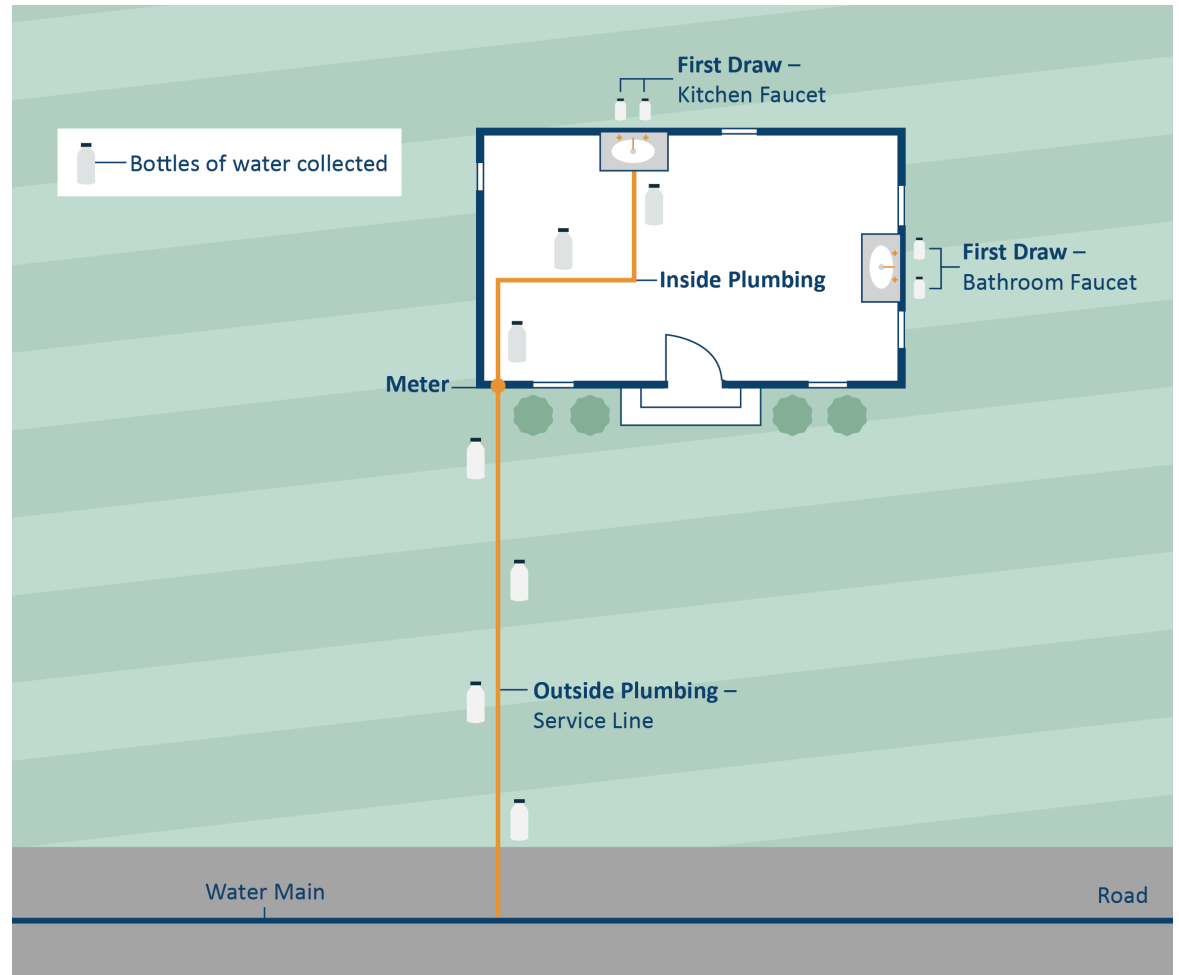 First Draw –
Kitchen Faucet
Bottles of water collected
First Draw –
Bathroom Faucet
Inside Plumbing
Meter
Outside Plumbing –
Service Line
Water Main
Road